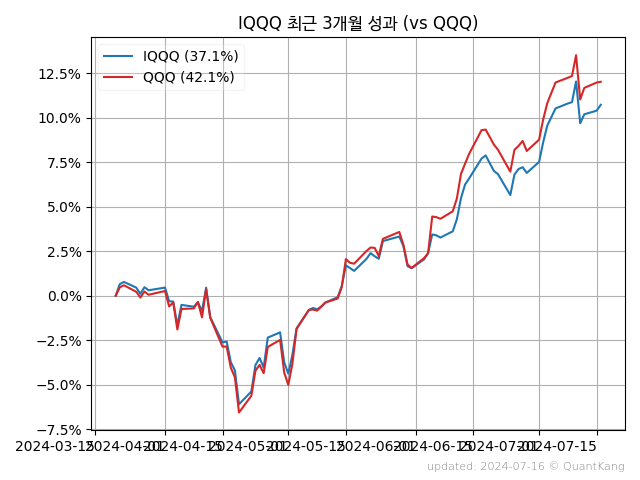 IQQQ 최근 3개월 성과 (vs QQQ)
IQQQ (37.1%)
QQQ (42.1%)
12.5%
10.0%
7.5%
5.0%
2.5%
0.0%
−2.5%
−5.0%
−7.5%
2024-03-15 2024-04-01 2024-04-15 2024-05-01 2024-05-15 2024-06-01 2024-06-15 2024-07-01 2024-07-15
updated: 2024-07-16 © QuantKang